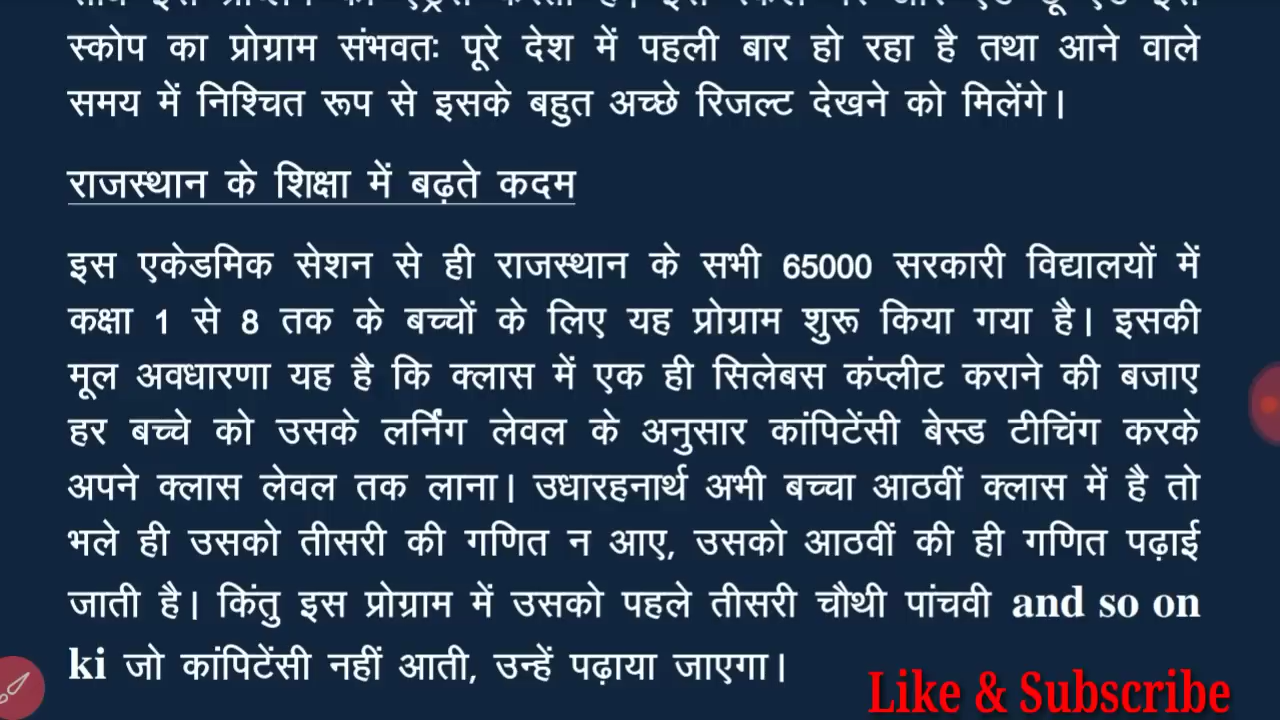 स्कोप का प्रोग्राम संभवतः पूरे देश में पहली बार हो रहा है तथा आने वाले
समय में निश्चित रूप से इसके बहुत अच्छे रिजल्ट देखने को मिलेंगे।
राजस्थान के शिक्षा में बढ़ते कदम
इस एकेडमिक सेशन से ही राजस्थान के सभी 65000 सरकारी विद्यालयों में
कक्षा 1 से 8 तक के बच्चों के लिए यह प्रोग्राम शुरू किया गया है। इसकी
मूल अवधारणा यह है कि क्लास में एक ही सिलेबस कंप्लीट कराने की बजाए
हर बच्चे को उसके लर्निंग लेवल के अनुसार कांपिटेंसी बेस्ड टीचिंग करके
अपने क्लास लेवल तक लाना। उधारहनार्थ अभी बच्चा आठवीं क्लास में है तो
भले ही उसको तीसरी की गणित न आए, उसको आठवीं की ही गणित पढ़ाई
जाती है। किंतु इस प्रोग्राम में उसको पहले तीसरी चौथी पांचवी and so on
ki जो कांपिटेंसी नहीं आती, उन्हें पढ़ाया जाएगा।
Like & Subscribe